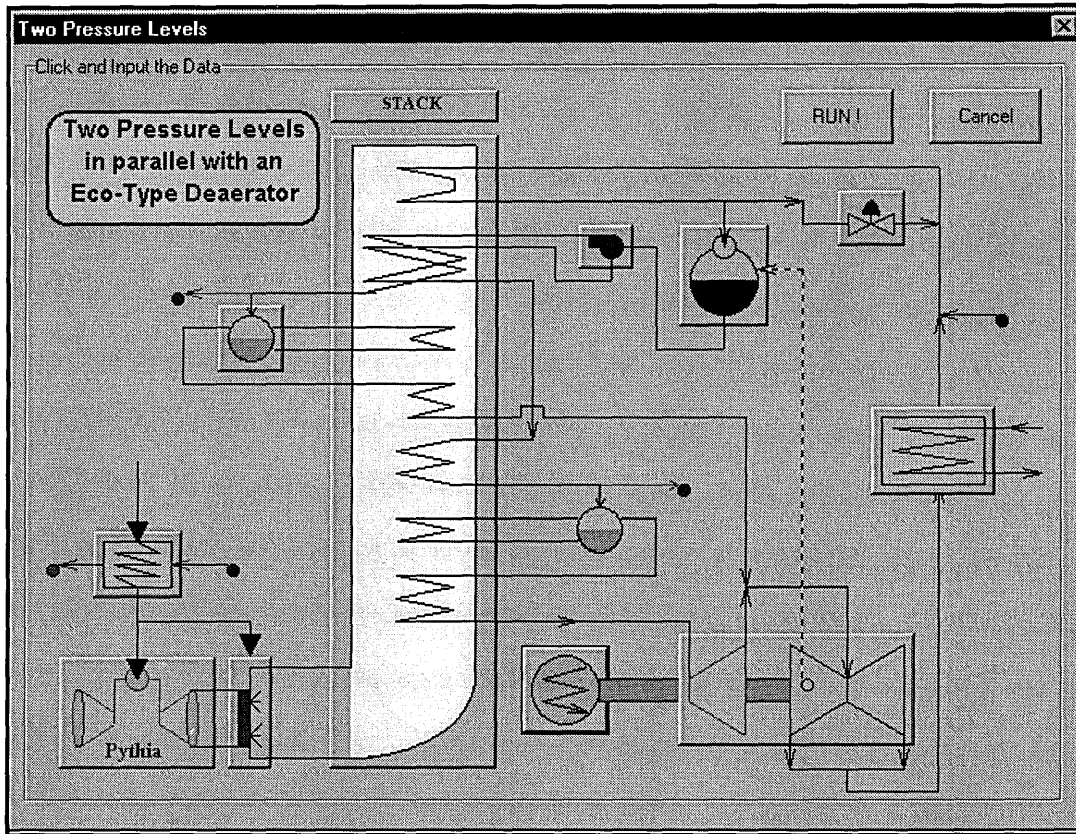 Two Pressure Levels
Click and Input the Data
STACK
RUN !
Cancel
Two Pressure Levels
in parallel with an
Eco-Type Deaerator
Pythia